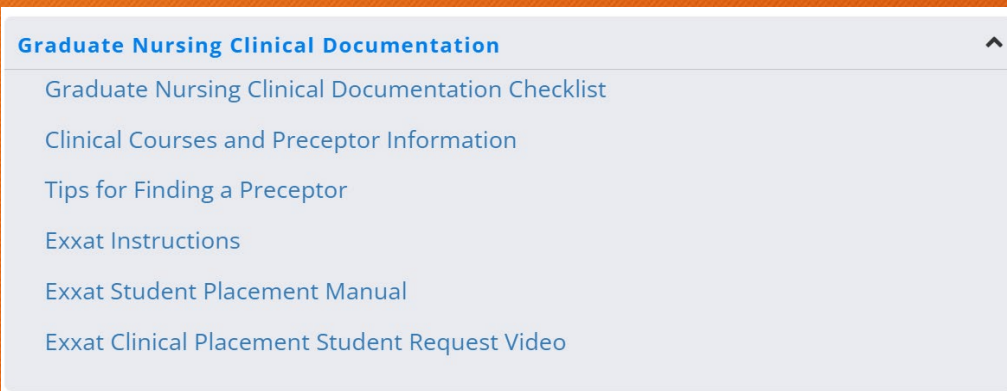 Graduate Nursing Clinical Documentation
Graduate Nursing Clinical Documentation Checklist
Clinical Courses and Preceptor Information
Tips for Finding a Preceptor
Exxat Instructions
Exxat Student Placement Manual
Exxat Clinical Placement Student Request Video